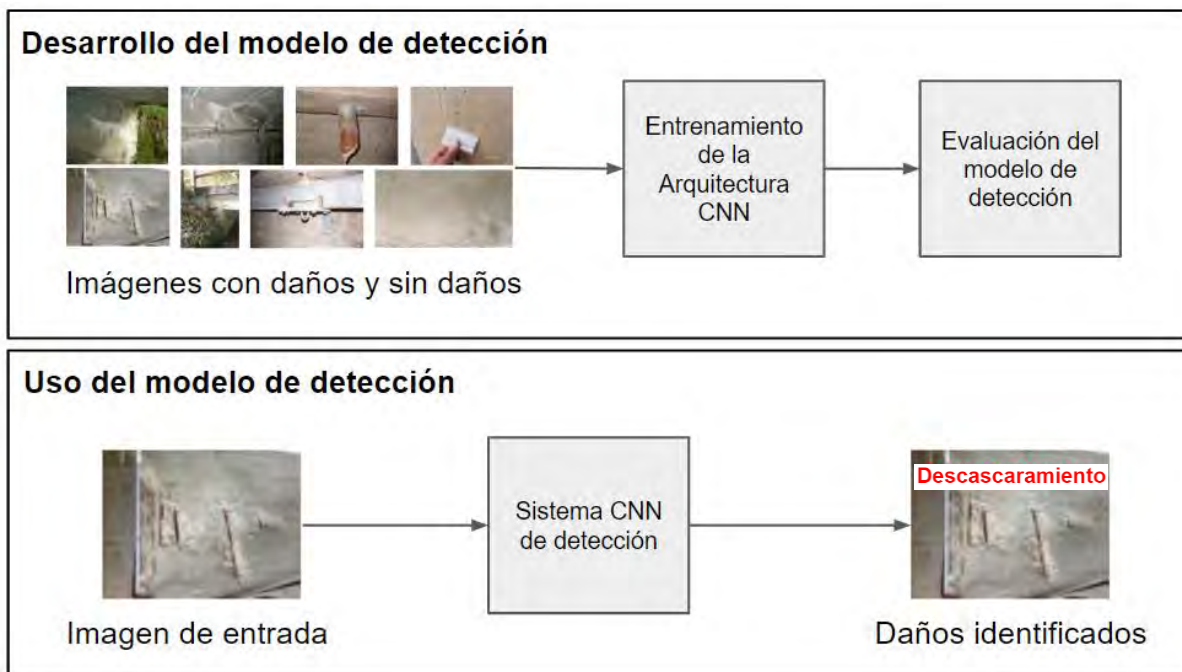 Desarrollo del modelo de detección
Entrenamiento
de la
Arquitectura
CNN
Evaluación del
modelo de
detección
Imágenes con daños y sin daños
Uso del modelo de detección
Descascaramiento
Sistema CNN
de detección
Imagen de entrada
Daños identificados